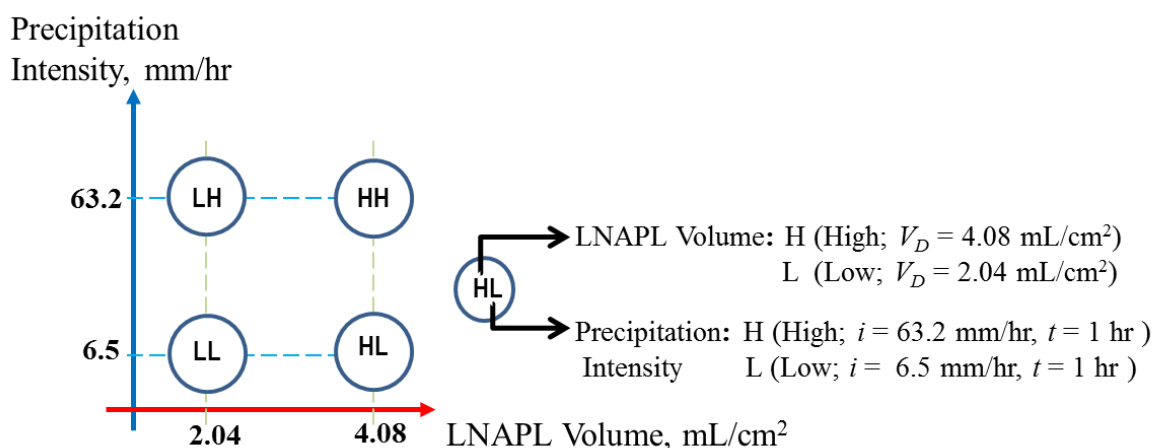 Precipitation
Intensity, mm/hr
63.2
LH
HH
LNAPL Volume: H (High; V_D = 4.08 mL/cm²)
L (Low; V_D = 2.04 mL/cm²)
HL
6.5
LL
HL
Precipitation: H (High; i = 63.2 mm/hr, t = 1 hr )
Intensity L (Low; i = 6.5 mm/hr, t = 1 hr )
2.04
4.08
LNAPL Volume, mL/cm²